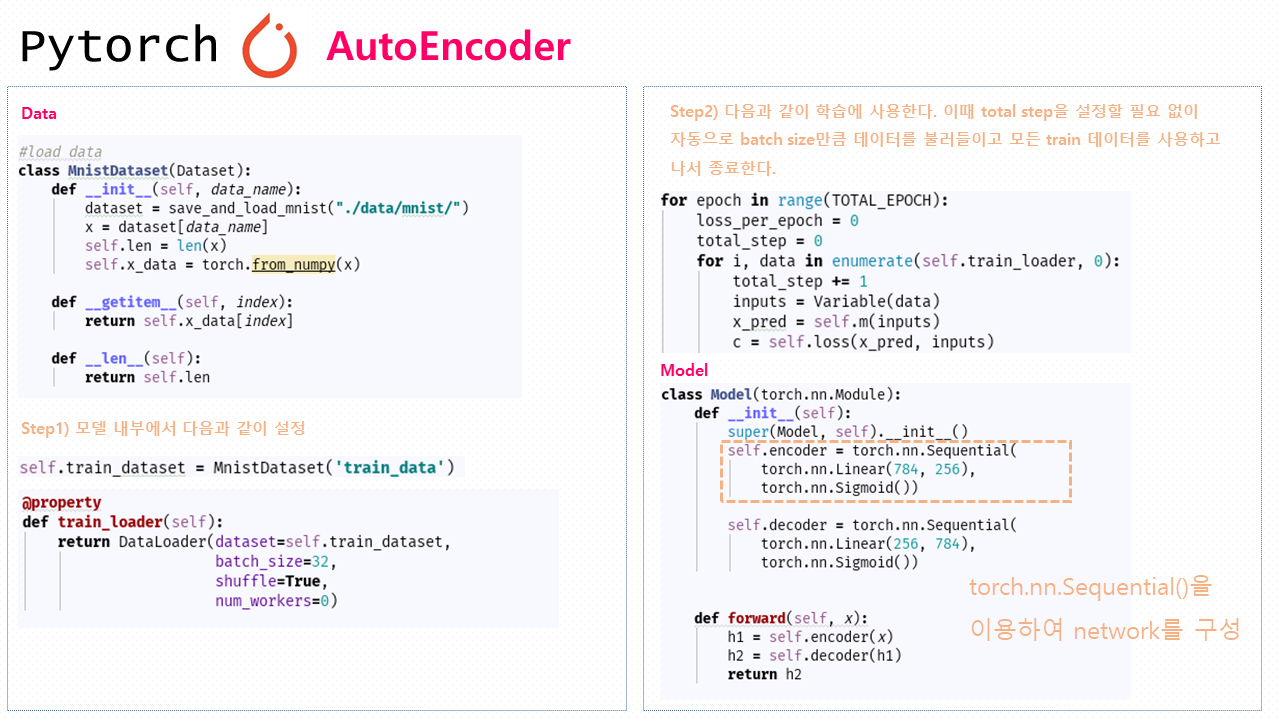 Pytorch AutoEncoder
Data
#load data
class MnistDataset(Dataset):
    def __init__(self, data_name):
        dataset = save_and_load_mnist("./data/mnist/")
        x = dataset[data_name]
        self.len = len(x)
        self.x_data = torch.from_numpy(x)
    def __getitem__(self, index):
        return self.x_data[index]
    def __len__(self):
        return self.len
Step1) 모델 내부에서 다음과 같이 설정
self.train_dataset = MnistDataset('train_data')
@property
def train_loader(self):
    return DataLoader(dataset=self.train_dataset,
                      batch_size=32,
                      shuffle=True,
                      num_workers=0)
Step2) 다음과 같이 학습에 사용한다. 이때 total step을 설정할 필요 없이
자동으로 batch size만큼 데이터를 불러들이고 모든 train 데이터를 사용하고
나서 종료한다.
for epoch in range(TOTAL_EPOCH):
    loss_per_epoch = 0
    total_step = 0
    for i, data in enumerate(self.train_loader, 0):
        total_step += 1
        inputs = Variable(data)
        x_pred = self.m(inputs)
        c = self.loss(x_pred, inputs)
Model
class Model(torch.nn.Module):
    def __init__(self):
        super(Model, self).__init__()
        self.encoder = torch.nn.Sequential(
            torch.nn.Linear(784, 256),
            torch.nn.Sigmoid())
        self.decoder = torch.nn.Sequential(
            torch.nn.Linear(256, 784),
            torch.nn.Sigmoid())
    def forward(self, x):
        h1 = self.encoder(x)
        h2 = self.decoder(h1)
        return h2
torch.nn.Sequential()을
이용하여 network를 구성